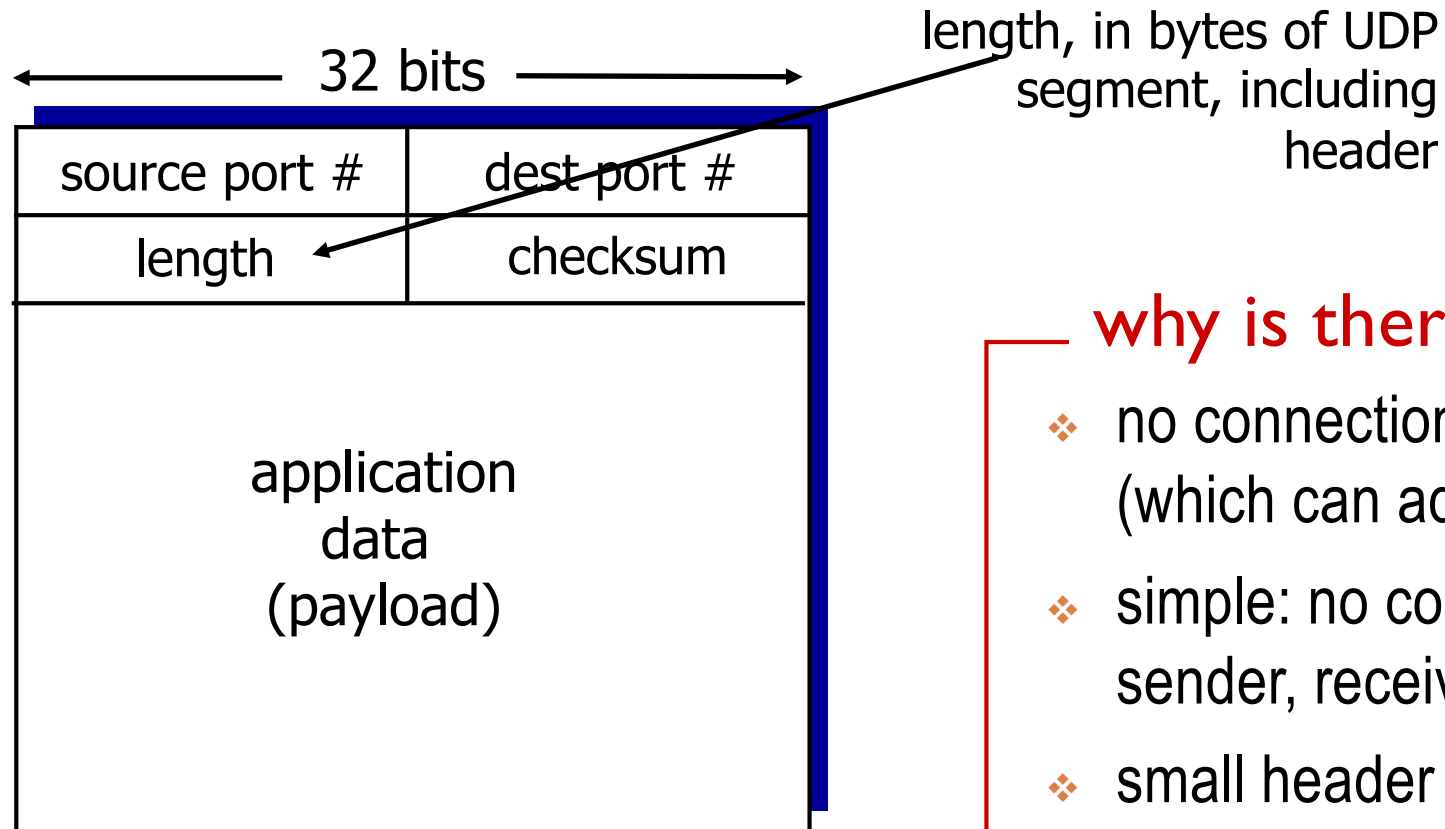 length, in bytes of UDP
segment, including
header
32 bits
source port #
dest port #
length
checksum
application
data
(payload)
why is ther
no connection
(which can ad
simple: no co
sender, receiv
small header